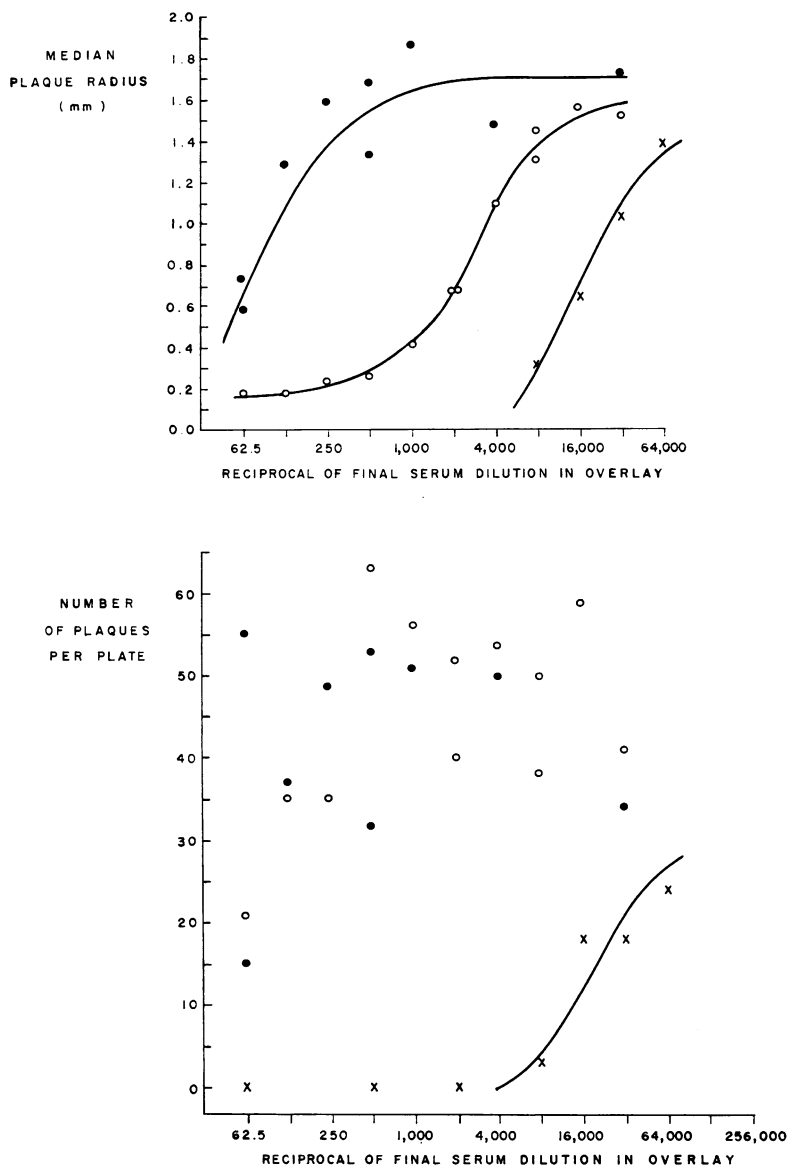 MEDIAN
PLAQUE RADIUS
(mm)
2.0
1.8
1.6
1.4
1.2
1.0
0.8
0.6
0.4
0.2
0.0
62.5 250 1,000 4,000 16,000 64,000
RECIPROCAL OF FINAL SERUM DILUTION IN OVERLAY
NUMBER
OF PLAQUES
PER PLATE
60
50
40
30
20
10
0
62.5 250 1,000 4,000 16,000 64,000 256,000
RECIPROCAL OF FINAL SERUM DILUTION IN OVERLAY